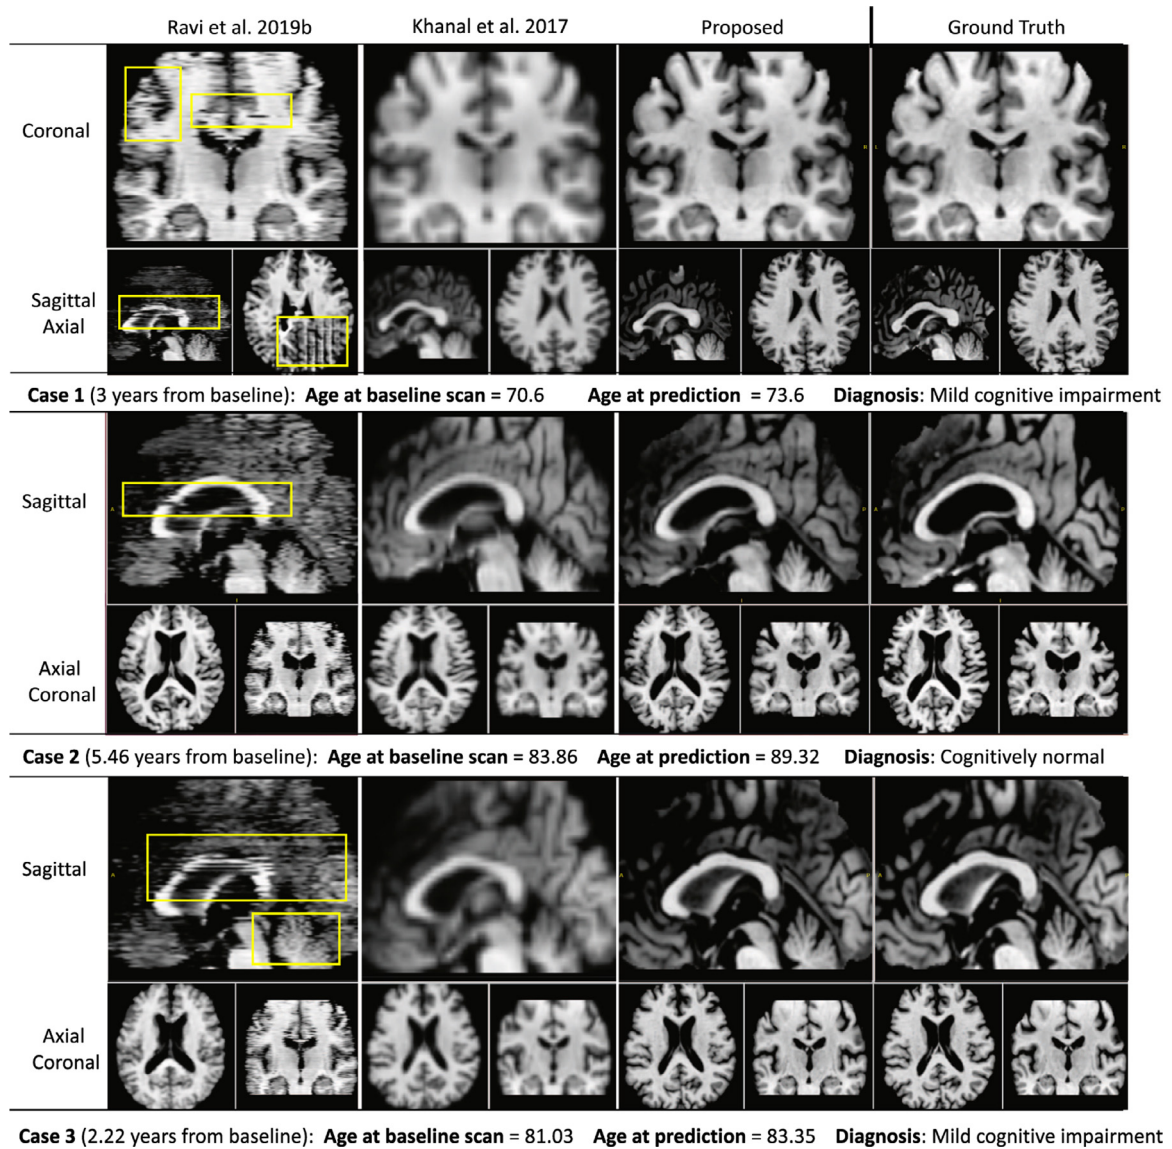 Ravi et al. 2019b Khanal et al. 2017 Proposed Ground Truth
Coronal
Sagittal
Axial
Case 1 (3 years from baseline): Age at baseline scan = 70.6 Age at prediction = 73.6 Diagnosis: Mild cognitive impairment
Sagittal
Axial
Coronal
Case 2 (5.46 years from baseline): Age at baseline scan = 83.86 Age at prediction = 89.32 Diagnosis: Cognitively normal
Sagittal
Axial
Coronal
Case 3 (2.22 years from baseline): Age at baseline scan = 81.03 Age at prediction = 83.35 Diagnosis: Mild cognitive impairment